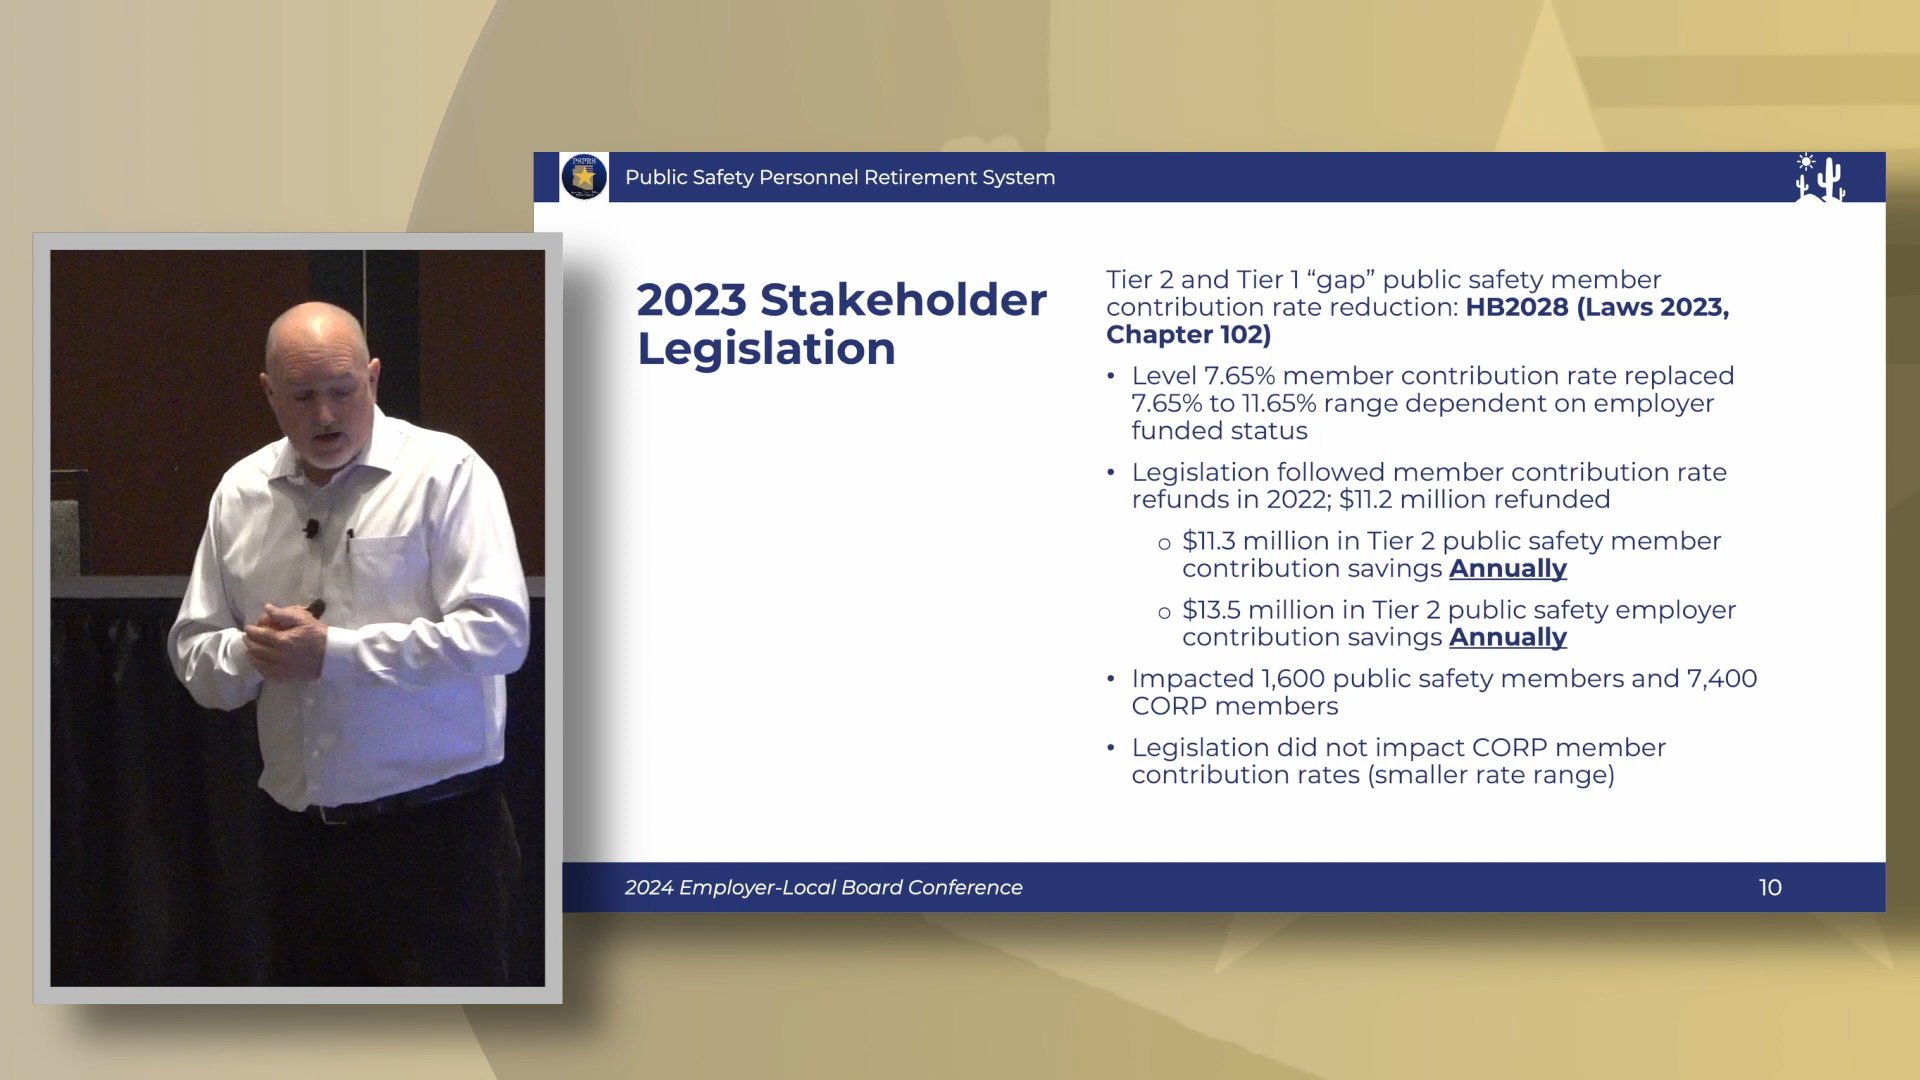 PSPRS
Public Safety Personnel Retirement System
2023 Stakeholder
Legislation
Tier 2 and Tier 1 “gap” public safety member
contribution rate reduction: HB2028 (Laws 2023,
Chapter 102)
• Level 7.65% member contribution rate replaced
7.65% to 11.65% range dependent on employer
funded status
• Legislation followed member contribution rate
refunds in 2022; $11.2 million refunded
o $11.3 million in Tier 2 public safety member
contribution savings Annually
o $13.5 million in Tier 2 public safety employer
contribution savings Annually
• Impacted 1,600 public safety members and 7,400
CORP members
• Legislation did not impact CORP member
contribution rates (smaller rate range)
2024 Employer-Local Board Conference
10